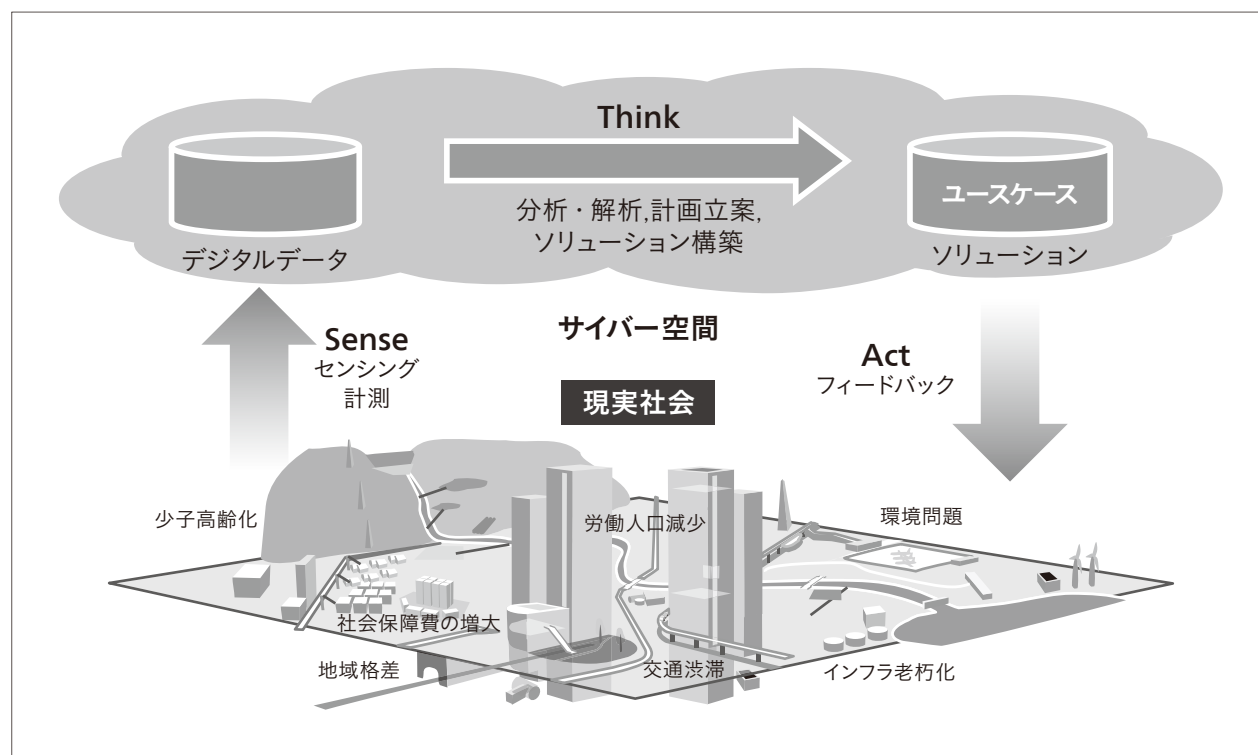 Think
分析・解析,計画立案,
ソリューション構築
ユースケース
デジタルデータ
ソリューション
サイバー空間
Sense
センシング
計測
Act
フィードバック
現実社会
少子高齢化
労働人口減少
環境問題
社会保障費の増大
地域格差
交通渋滞
インフラ老朽化